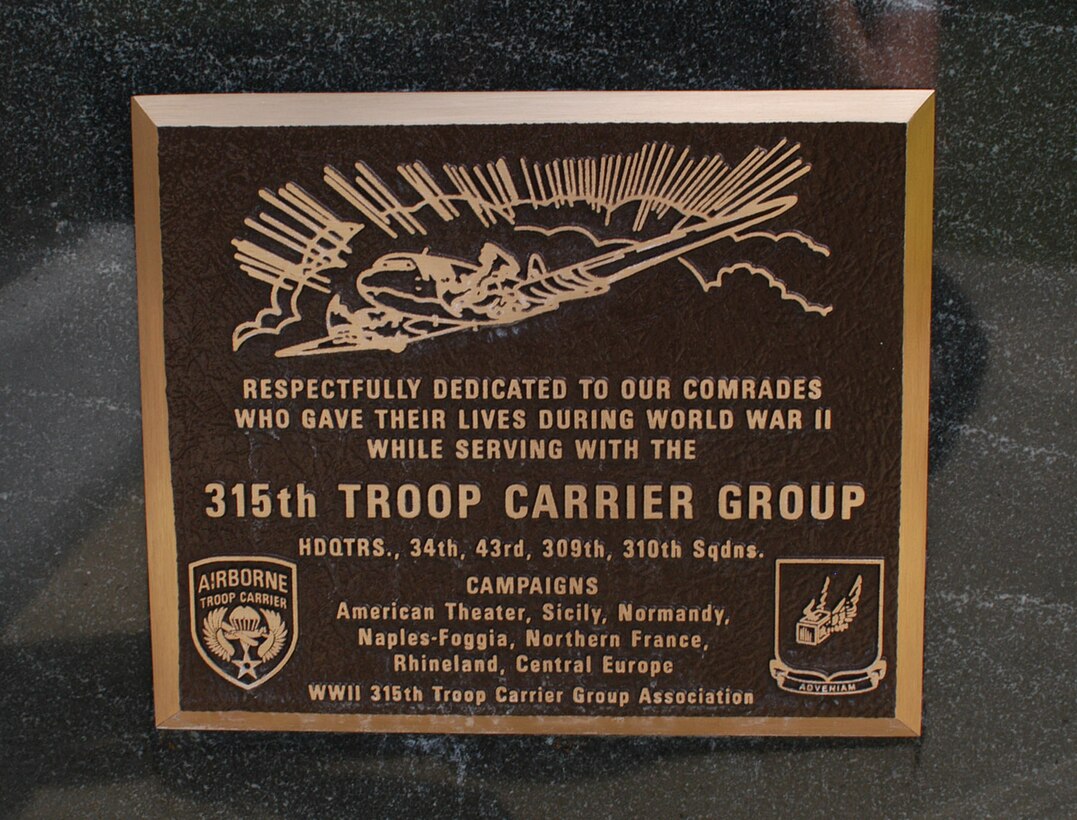 RESPECTFULLY DEDICATED TO OUR COMRADES
WHO GAVE THEIR LIVES DURING WORLD WAR II
WHILE SERVING WITH THE
315th TROOP CARRIER GROUP
HDQTRS., 34th, 43rd, 309th, 310th Sqdns.
CAMPAIGNS
American Theater, Sicily, Normandy,
Naples-Foggia, Northern France,
Rhineland, Central Europe
WWII 315th Troop Carrier Group Association
AIRBORNE
TROOP CARRIER
ADVENIAM